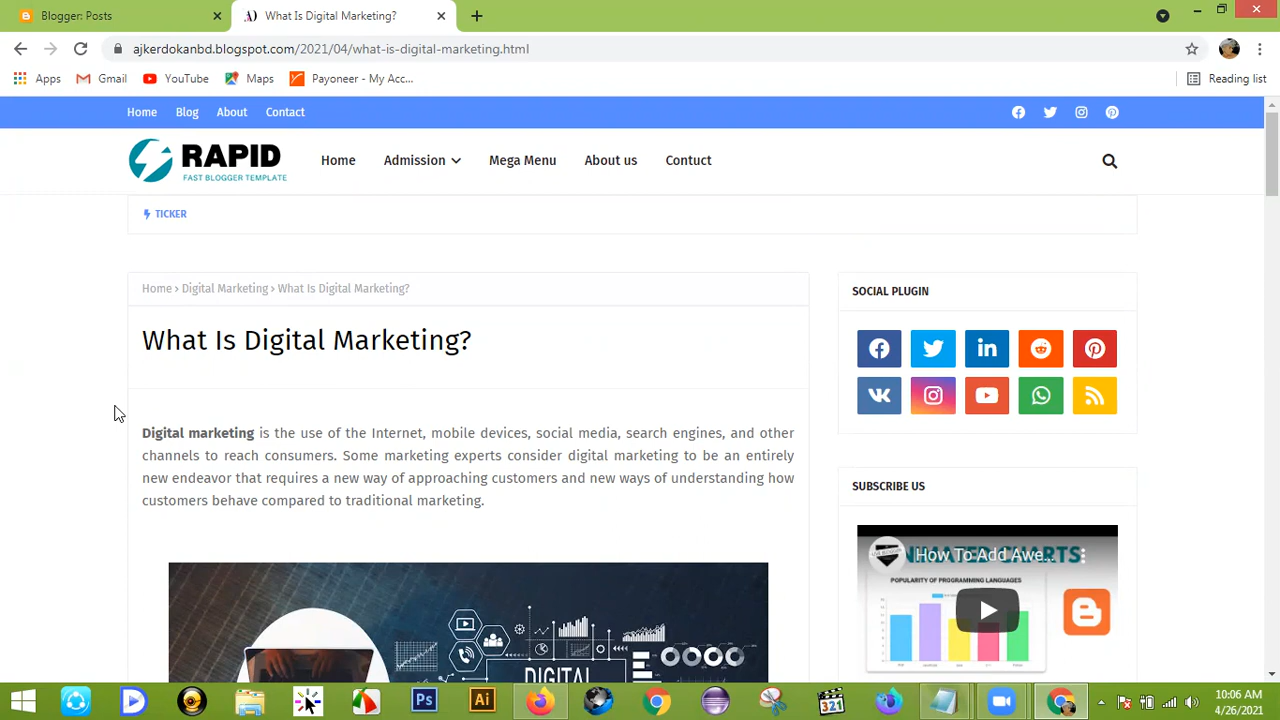 Blogger: Posts
What Is Digital Marketing?
ajkerdokanbd.blogspot.com/2021/04/what-is-digital-marketing.html
Apps Gmail YouTube Maps Payoneer - My Acc...
Reading list
Home Blog About Contact
RAPID
FAST BLOGGER TEMPLATE
Home Admission Mega Menu About us Contact
TICKER
Home › Digital Marketing › What Is Digital Marketing?
What Is Digital Marketing?
Digital marketing is the use of the Internet, mobile devices, social media, search engines, and other
channels to reach consumers. Some marketing experts consider digital marketing to be an entirely
new endeavor that requires a new way of approaching customers and new ways of understanding how
customers behave compared to traditional marketing.
DIGITAL
SOCIAL PLUGIN
SUBSCRIBE US
How To Add Awe...
CHARTS
POPULARITY OF PROGRAMMING LANGUAGES
Ps
Ai
321
10:06 AM
4/26/2021